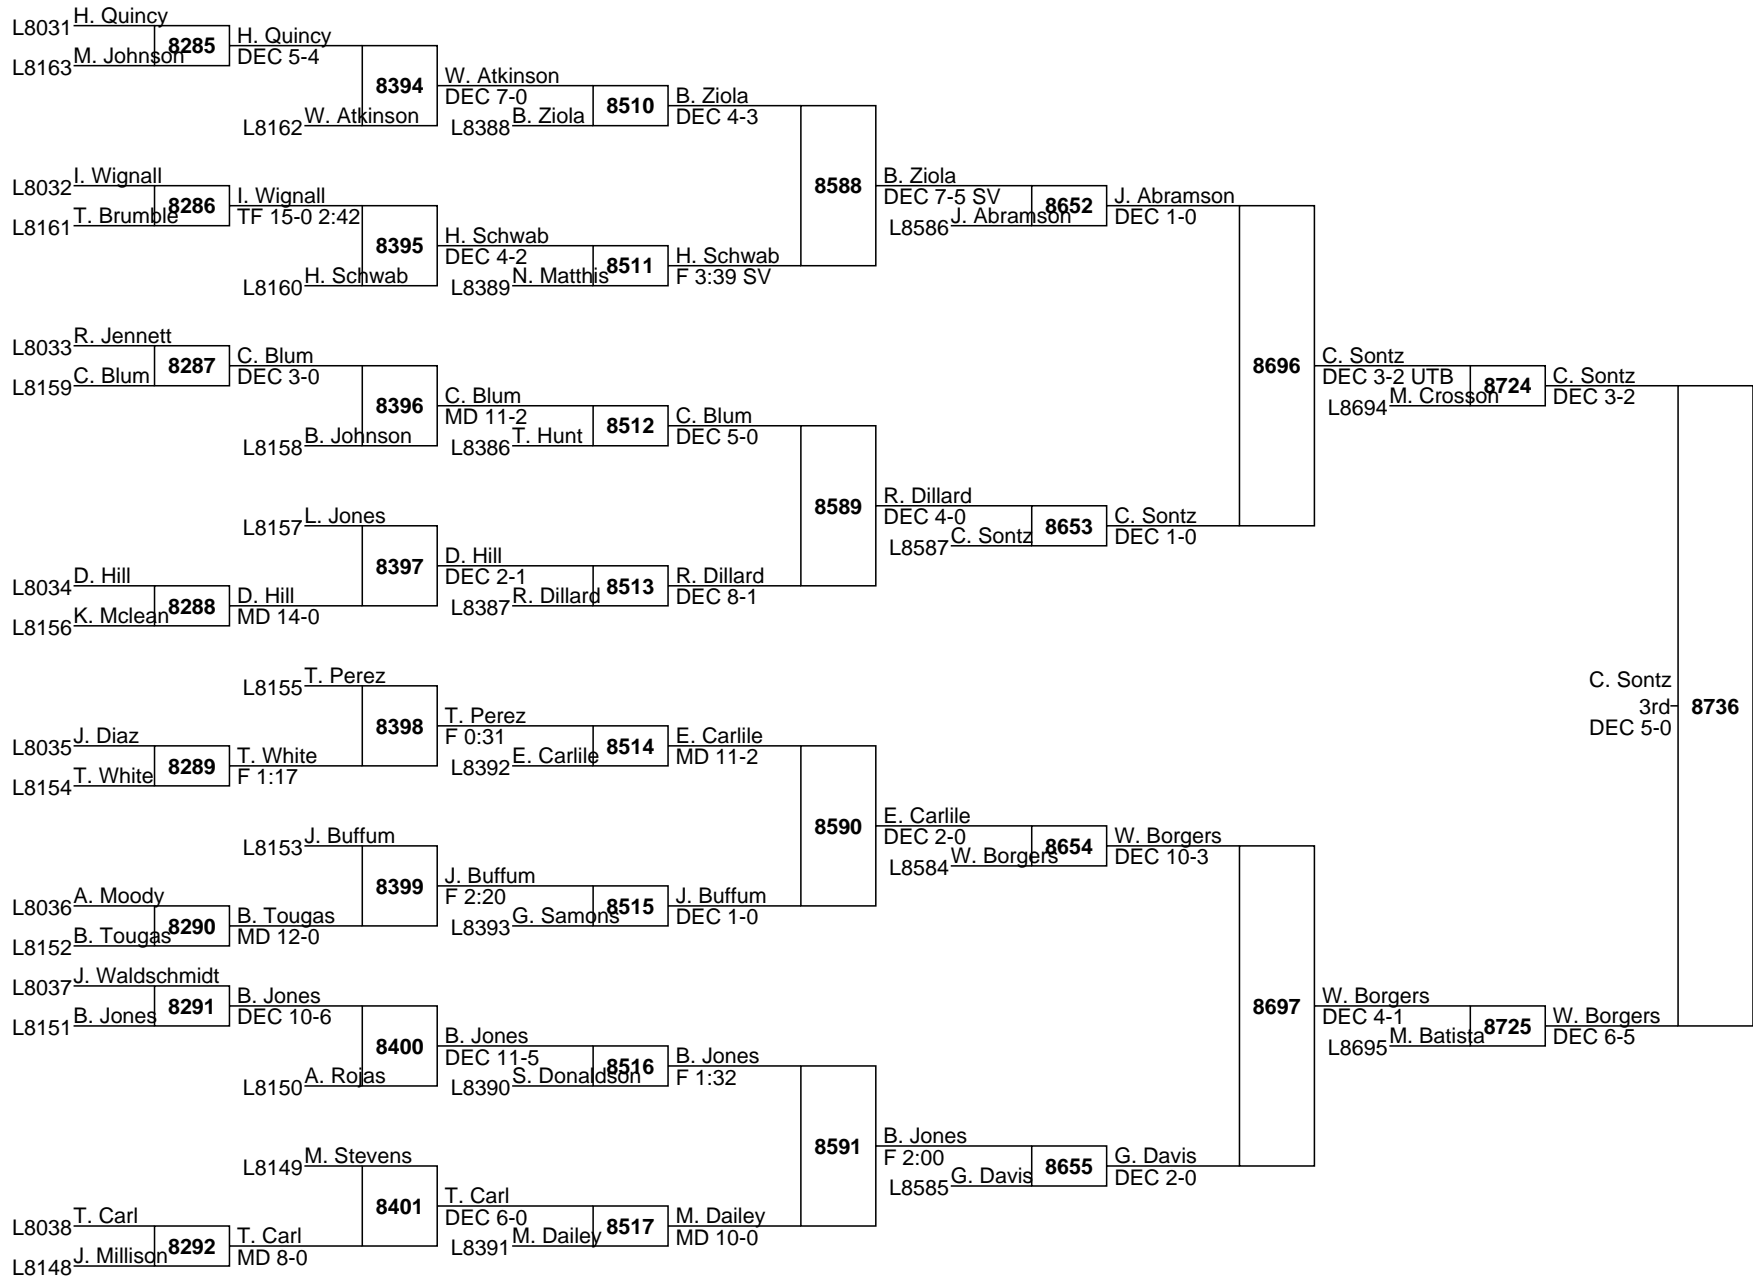 L8031 H. Quincy
8285
L8163 M. Johnson
H. Quincy
DEC 5-4
8394
L8162 W. Atkinson
W. Atkinson
DEC 7-0
8510
L8388 B. Ziola
B. Ziola
DEC 4-3
L8032 I. Wignall
8286
L8161 T. Brumble
I. Wignall
TF 15-0 2:42
8395
L8160 H. Schwab
H. Schwab
DEC 4-2
8511
L8389 N. Matthis
H. Schwab
F 3:39 SV
8588
B. Ziola
DEC 7-5 SV
8652
L8586 J. Abramson
J. Abramson
DEC 1-0
L8033 R. Jennett
8287
L8159 C. Blum
C. Blum
DEC 3-0
8396
L8158 B. Johnson
C. Blum
MD 11-2
8512
L8386 T. Hunt
C. Blum
DEC 5-0
L8157 L. Jones
8397
L8034 D. Hill
8288
L8156 K. Mclean
D. Hill
MD 14-0
D. Hill
DEC 2-1
8513
L8387 R. Dillard
R. Dillard
DEC 8-1
8589
R. Dillard
DEC 4-0
8653
L8587 C. Sontz
C. Sontz
DEC 1-0
8696
C. Sontz
DEC 3-2 UTB
8724
L8694 M. Crosson
C. Sontz
DEC 3-2
L8155 T. Perez
8398
L8035 J. Diaz
8289
L8154 T. White
T. White
F 1:17
T. Perez
F 0:31
8514
L8392 E. Carlile
E. Carlile
MD 11-2
L8153 J. Buffum
8399
L8036 A. Moody
8290
L8152 B. Tougas
B. Tougas
MD 12-0
J. Buffum
F 2:20
8515
L8393 G. Samons
J. Buffum
DEC 1-0
8590
E. Carlile
DEC 2-0
8654
L8584 W. Borgers
W. Borgers
DEC 10-3
L8037 J. Waldschmidt
8291
L8151 B. Jones
B. Jones
DEC 10-6
8400
L8150 A. Rojas
B. Jones
DEC 11-5
8516
L8390 S. Donaldson
B. Jones
F 1:32
L8149 M. Stevens
8401
L8038 T. Carl
8292
L8148 J. Millison
T. Carl
MD 8-0
T. Carl
DEC 6-0
8517
L8391 M. Dailey
M. Dailey
MD 10-0
8591
B. Jones
F 2:00
8655
L8585 G. Davis
G. Davis
DEC 2-0
8697
W. Borgers
DEC 4-1
8725
L8695 M. Batista
W. Borgers
DEC 6-5
C. Sontz
3rd
DEC 5-0
8736